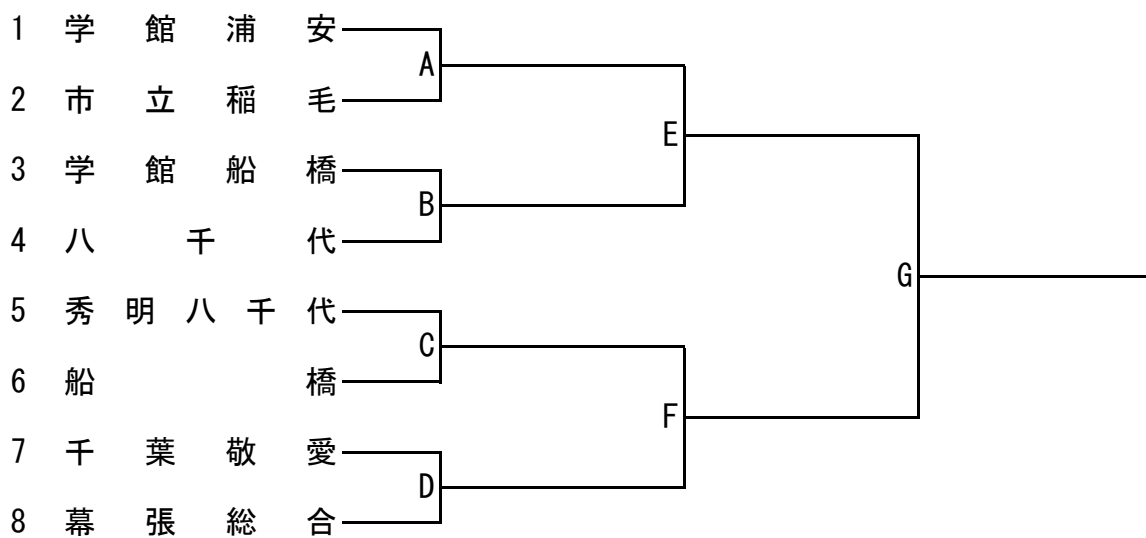 1 学館浦安
A
2 市立稲毛
E
3 学館船橋
B
4 八千代
G
5 秀明八千代
C
6 船橋
F
7 千葉敬愛
D
8 幕張総合